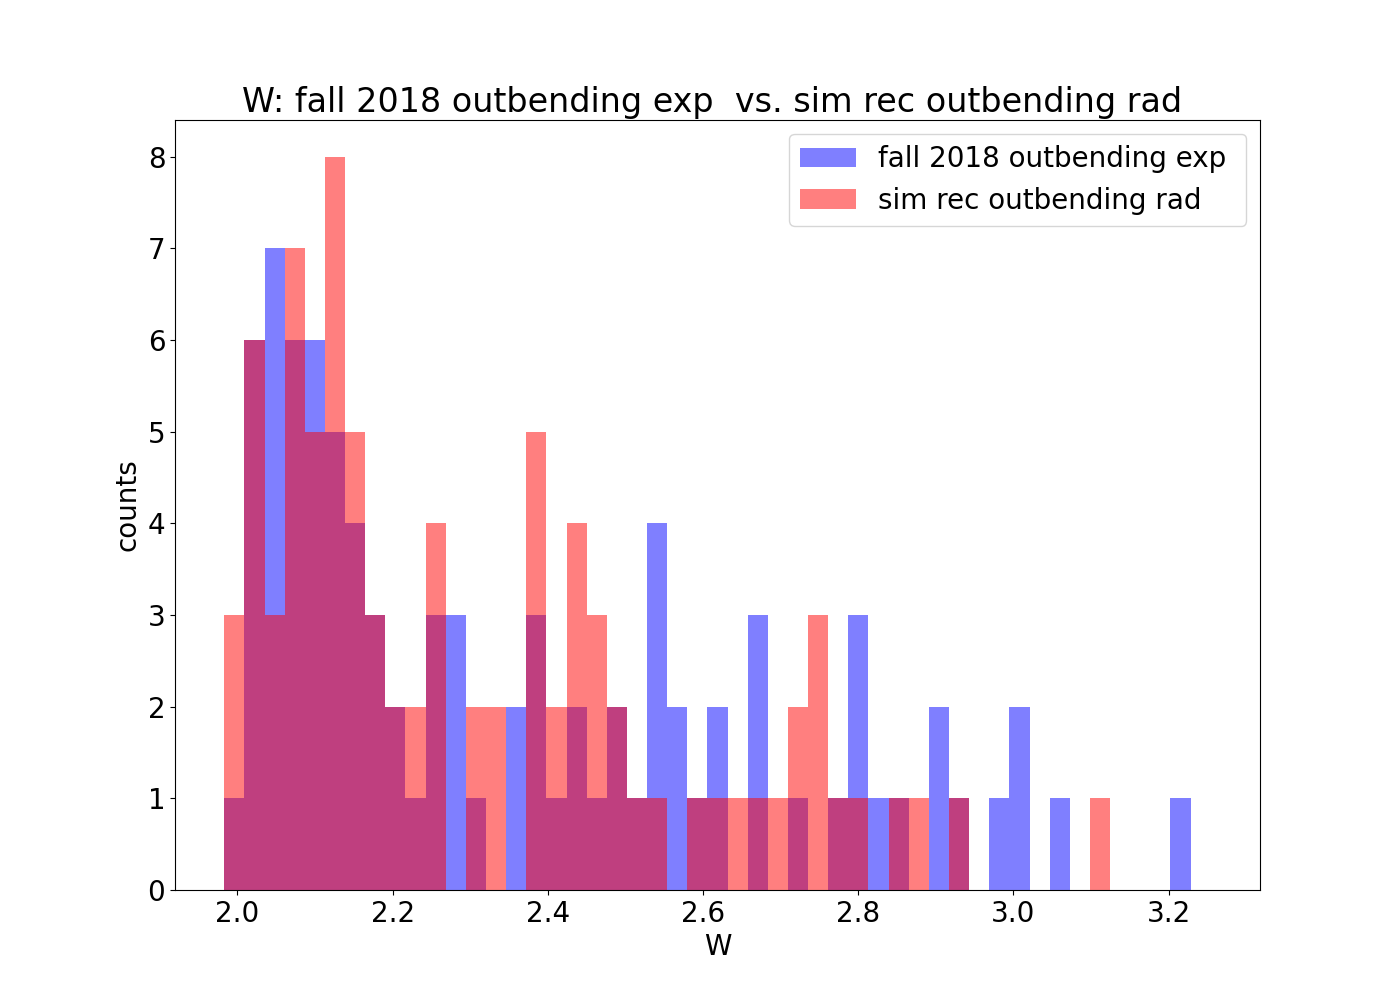 W: fall 2018 outbending exp  vs. sim rec outbending rad
fall 2018 outbending exp
sim rec outbending rad
8
7
6
5
4
3
2
1
0
counts
2.0 2.2 2.4 2.6 2.8 3.0 3.2
W